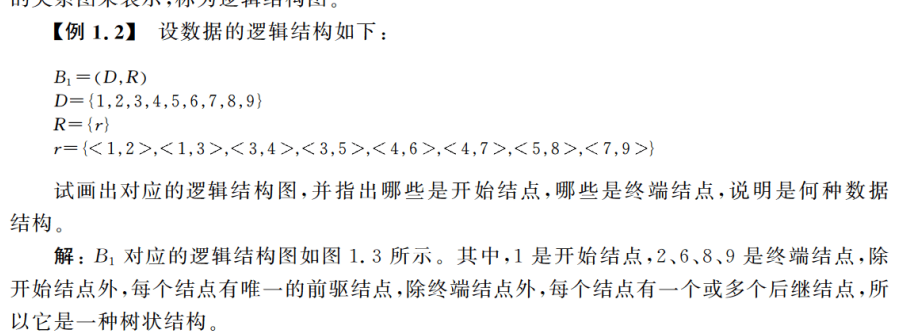 的关系图来表示,称为逻辑结构图。
【例 1.2】 设数据的逻辑结构如下:
B₁=(D,R)
D={1,2,3,4,5,6,7,8,9}
R={r}
r={<1,2>,<1,3>,<3,4>,<3,5>,<4,6>,<4,7>,<5,8>,<7,9>}
试画出对应的逻辑结构图,并指出哪些是开始结点,哪些是终端结点,说明是何种数据
结构。
解:B₁ 对应的逻辑结构图如图 1.3 所示。其中,1 是开始结点,2、6、8、9 是终端结点,除
开始结点外,每个结点有唯一的前驱结点,除终端结点外,每个结点有一个或多个后继结点,所
以它是一种树状结构。